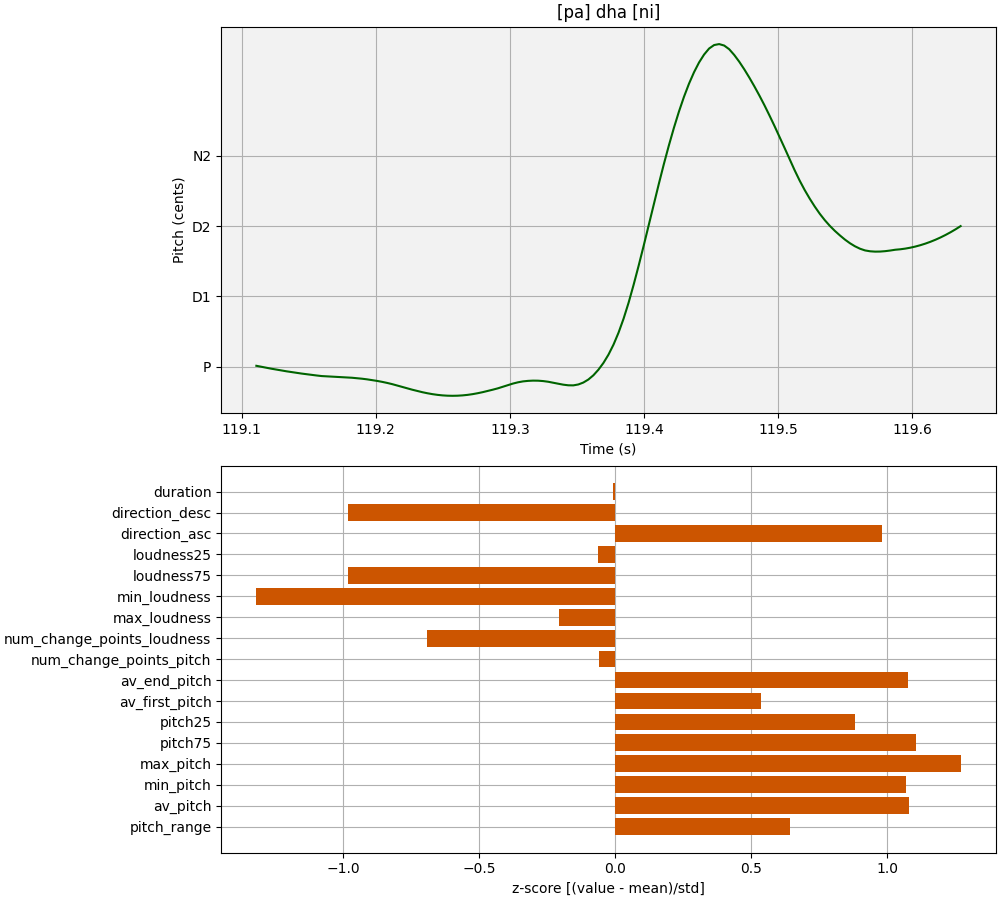 [pa] dha [ni]
Pitch (cents)
N2
D2
D1
P
119.1 119.2 119.3 119.4 119.5 119.6
Time (s)
duration
direction_desc
direction_asc
loudness25
loudness75
min_loudness
max_loudness
num_change_points_loudness
num_change_points_pitch
av_end_pitch
av_first_pitch
pitch25
pitch75
max_pitch
min_pitch
av_pitch
pitch_range
−1.0 −0.5 0.0 0.5 1.0
z-score [(value - mean)/std]